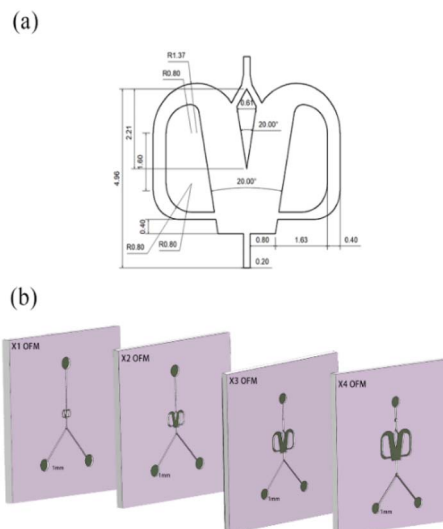 (a)
R1.37
R0.80
0.61
20.00°
2.21
4.96
1.60
20.00°
0.40
R0.80
R0.80
0.80
1.63
0.40
0.20
(b)
X1 OFM
X2 OFM
X3 OFM
X4 OFM
1mm
1mm
1mm
1mm